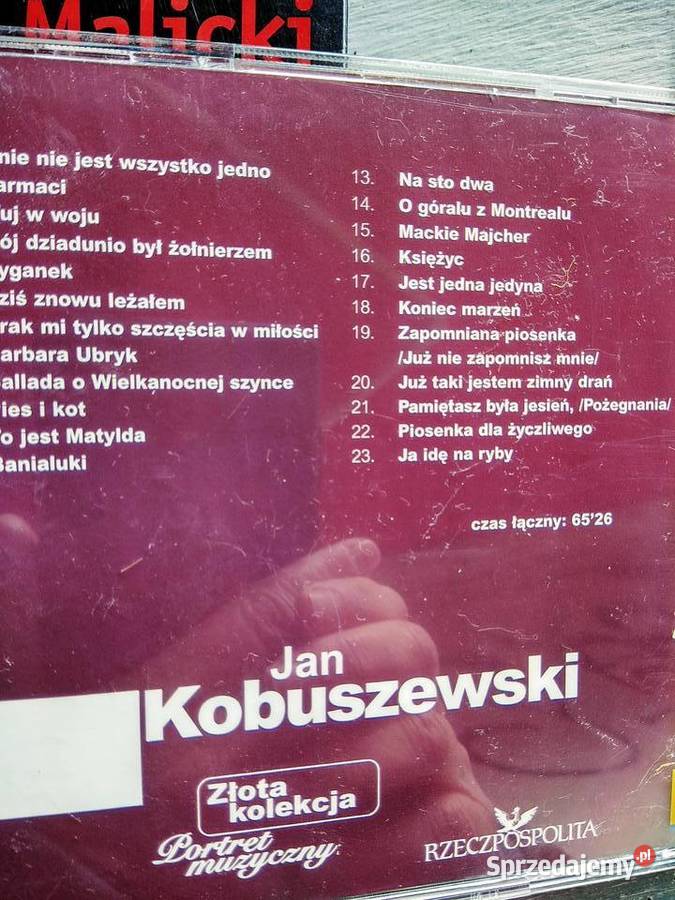 Malicki
nie nie jest wszystko jedno
armaci
uj w woju
ój dziadunio był żołnierzem
yganek
ziś znowu leżałem
rak mi tylko szczęścia w miłości
arbara Ubryk
allada o Wielkanocnej szynce
ies i kot
o jest Matylda
Banialuki
13. Na sto dwa
14. O góralu z Montrealu
15. Mackie Majcher
16. Księżyc
17. Jest jedna jedyna
18. Koniec marzeń
19. Zapomniana piosenka
/Już nie zapomnisz mnie/
20. Już taki jestem zimny drań
21. Pamiętasz była jesień, /Pożegnania/
22. Piosenka dla życzliwego
23. Ja idę na ryby
czas łączny: 65’26
Jan
Kobuszewski
Złota
kolekcja
Portret
muzyczny
RZECZPOSPOLITA
Sprzedajemy.pl